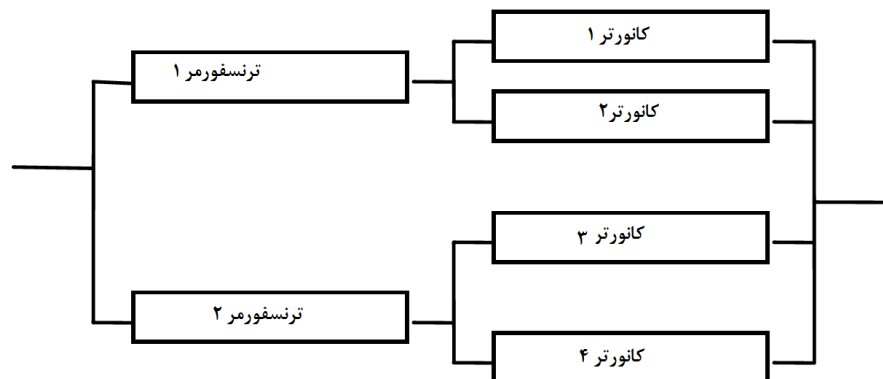 کانورتر ۱
ترنسفورمر ۱
کانورتر۲
کانورتر ۳
ترنسفورمر ۲
کانورتر ۴